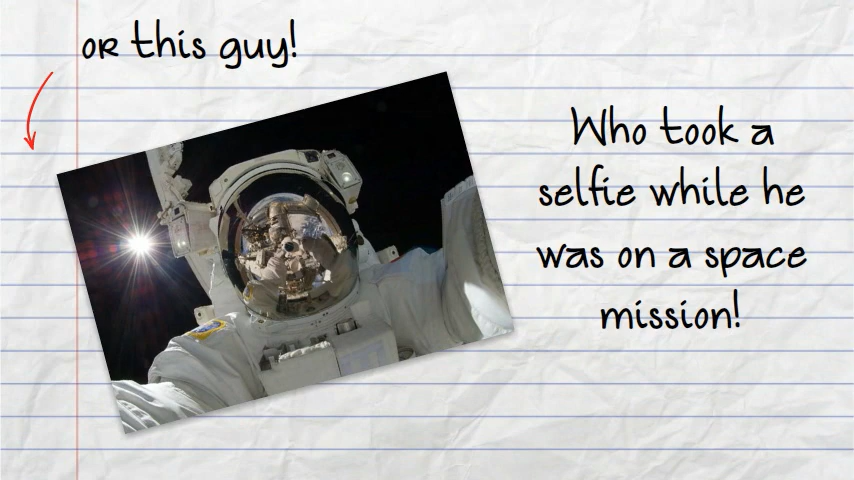 or this guy!
Who took a
selfie while he
was on a space
mission!